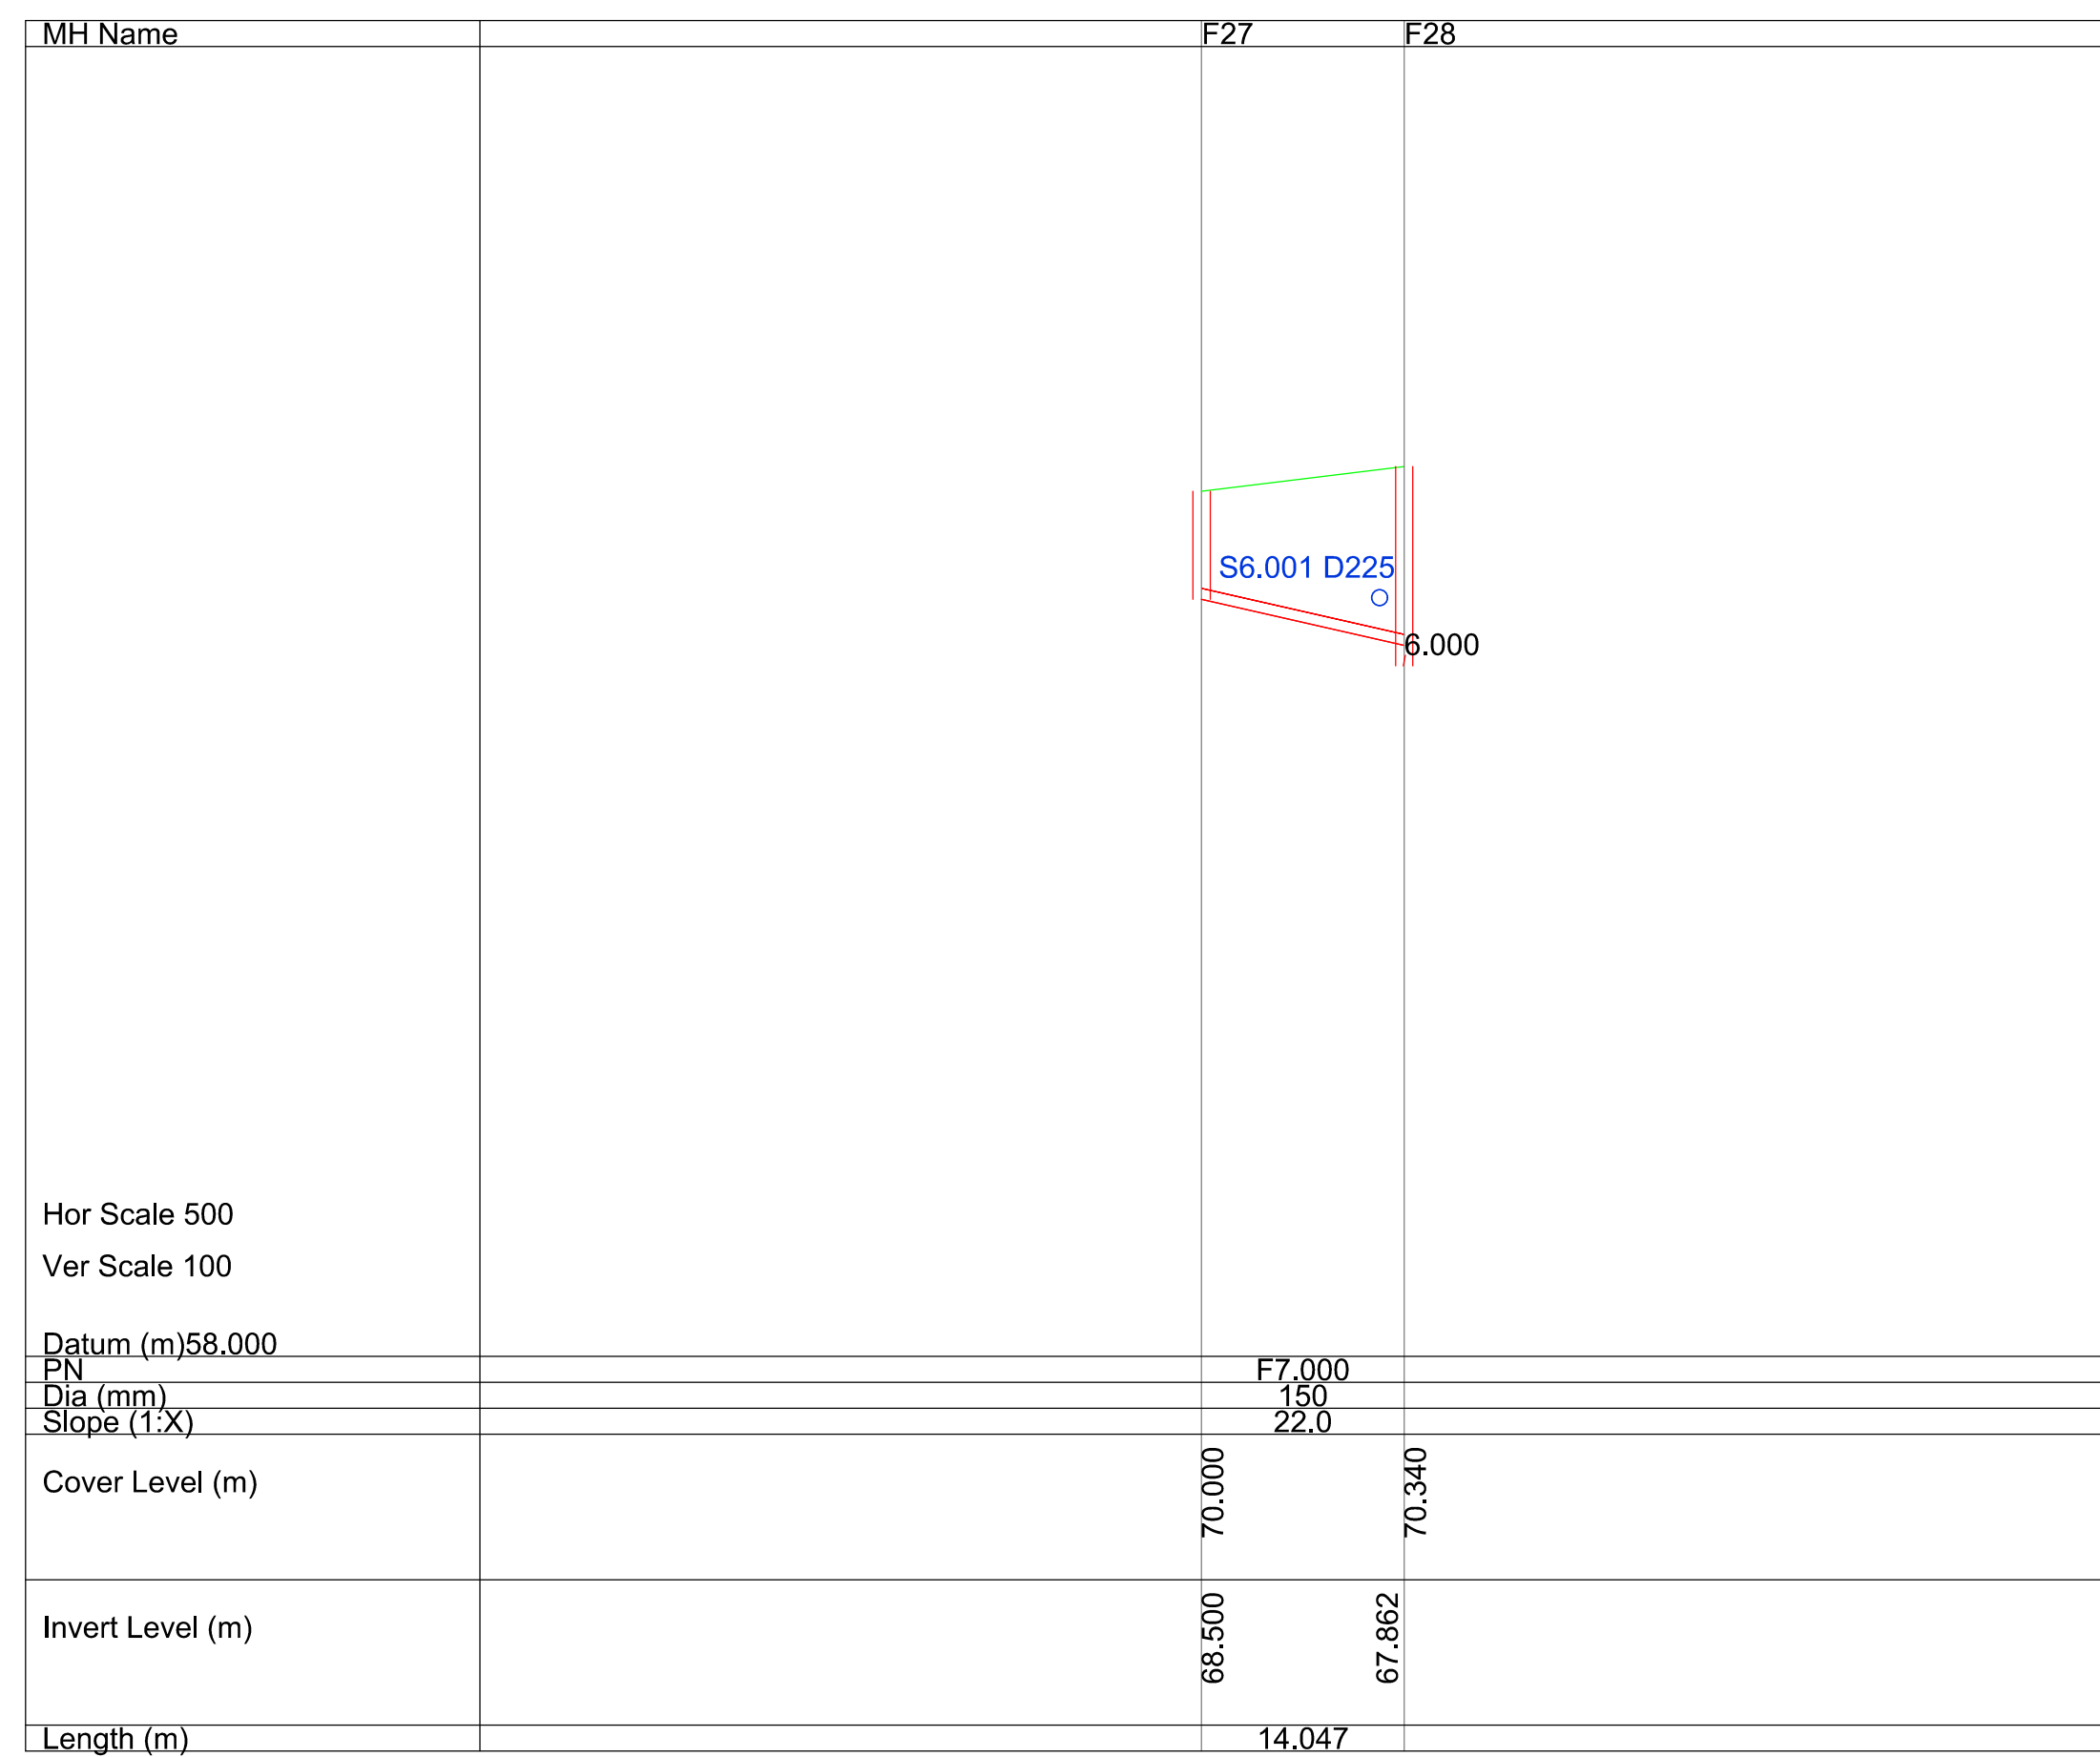 MH Name F27 F28
S6.001 D225
6.000
Hor Scale 500
Ver Scale 100
Datum (m)58.000
PN F7.000
Dia (mm) 150
Slope (1:X) 22.0
Cover Level (m) 70.000 70.340
Invert Level (m) 68.500 67.862
Length (m) 14.047